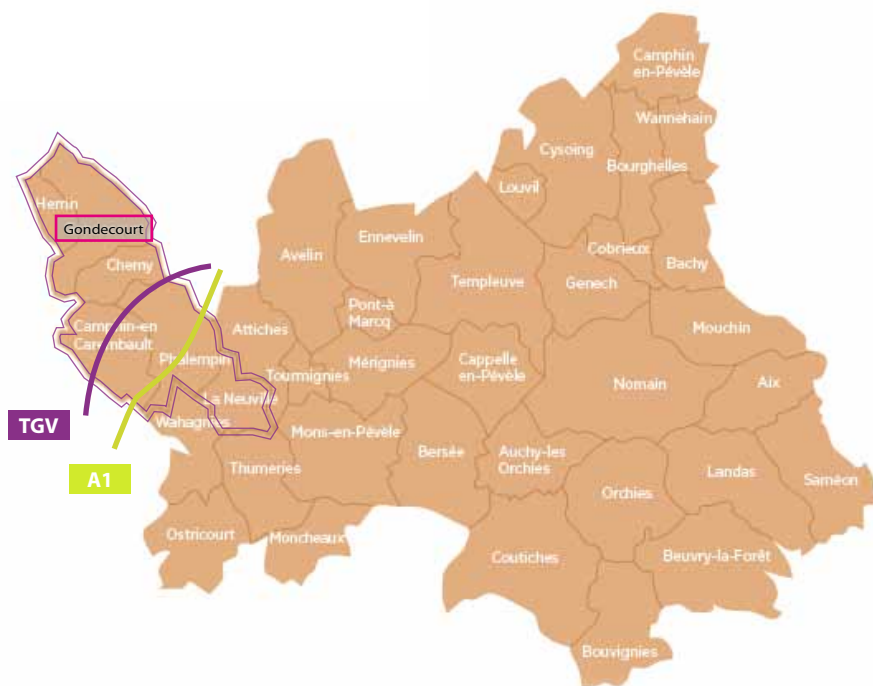 Camphin
en-Pévèle
Wannehain
Cysoing
Bourghelles
Louvil
Herrin
Gondecourt
Ennevelin
Avelin
Cobrieux
Chemy
Bachy
Templeuve
Genech
Pont-à
Marcq
Camphin-en
Carembault
Attiches
Mouchin
Phalempin
Mérignies
Cappelle
en-Pévèle
Tourmignies
Nomain
Aix
La Neuville
TGV
Wahagnies
Mons-en-Pévèle
Bersée
Auchy-les
Orchies
Thumeries
Landas
A1
Saméon
Orchies
Ostricourt
Moncheaux
Coutiches
Beuvry-la-Forêt
Bouvignies